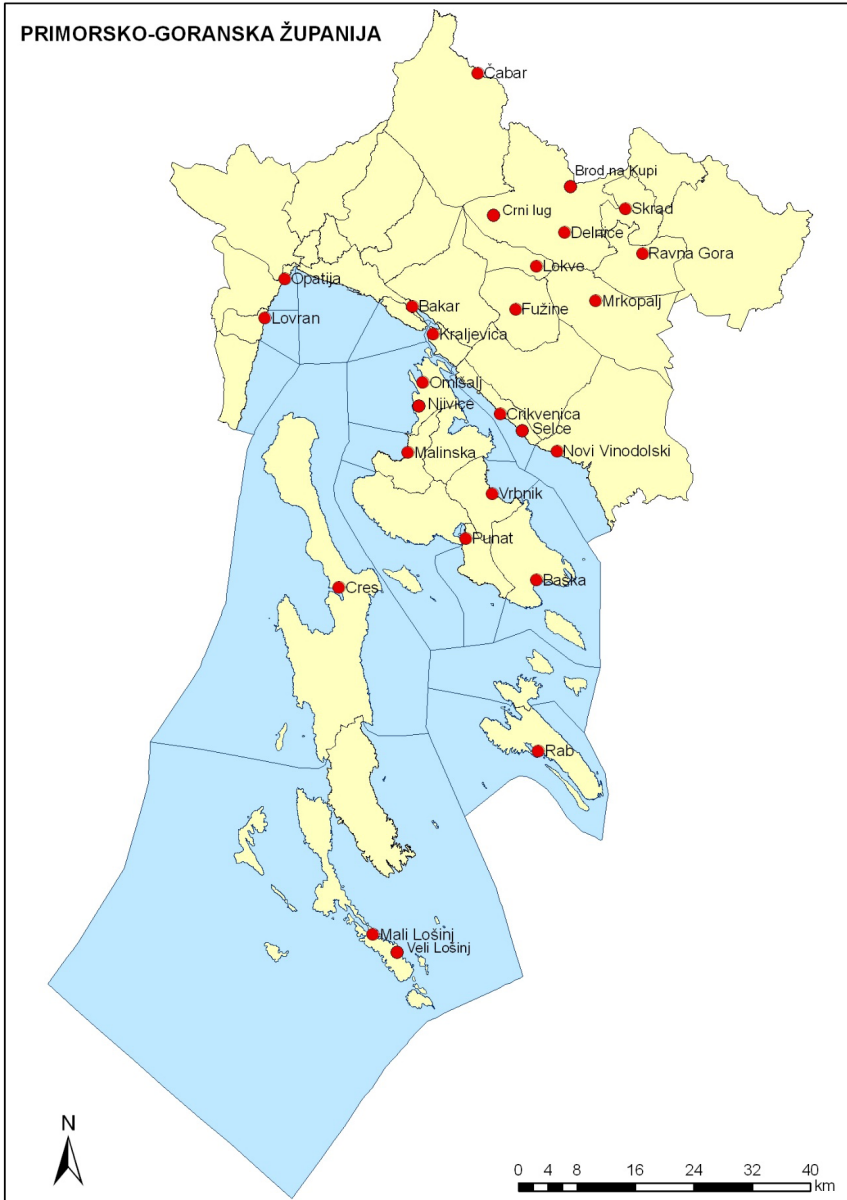 PRIMORSKO-GORANSKA ŽUPANIJA
Čabar
Brod na Kupi
Crni lug
Skrad
Delnice
Ravna Gora
Lokve
Opatija
Mrkopalj
Bakar
Fužine
Lovran
Kraljevica
Omišalj
Njivice
Crikvenica
Selce
Malinska
Novi Vinodolski
Vrbnik
Punat
Baška
Cres
Rab
Mali Lošinj
Veli Lošinj
N
0 4 8 16 24 32 40
km